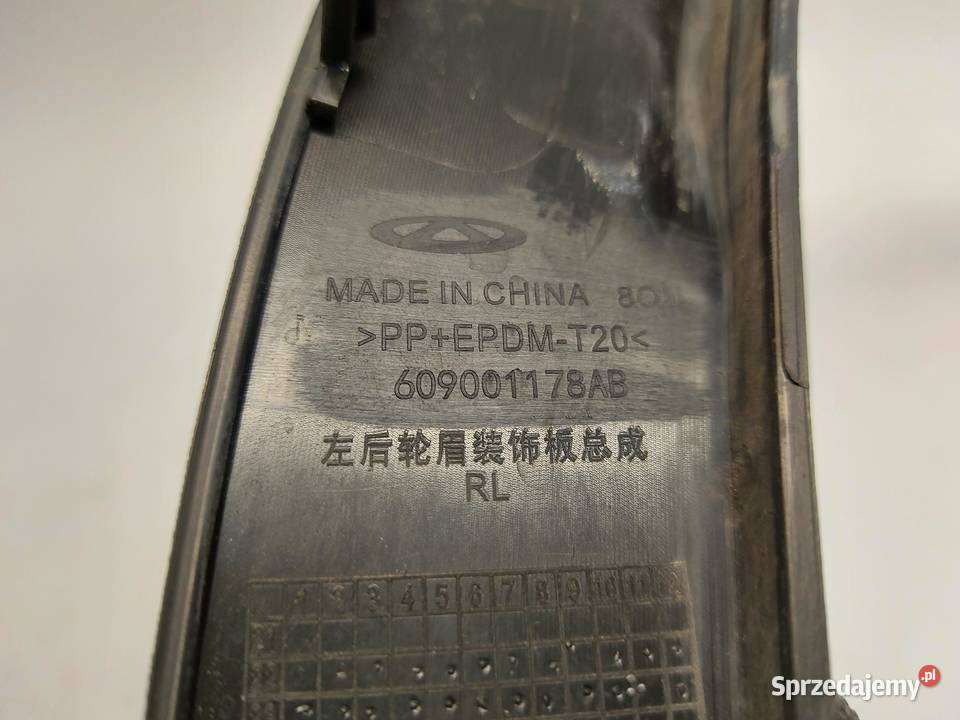 MADE IN CHINA
>PP+EPDM-T20<
609001178AB
左后轮眉装饰板总成
RL
1 2 3 4 5 6 7 8 9 10 11 12
Sprzedajemy.pl